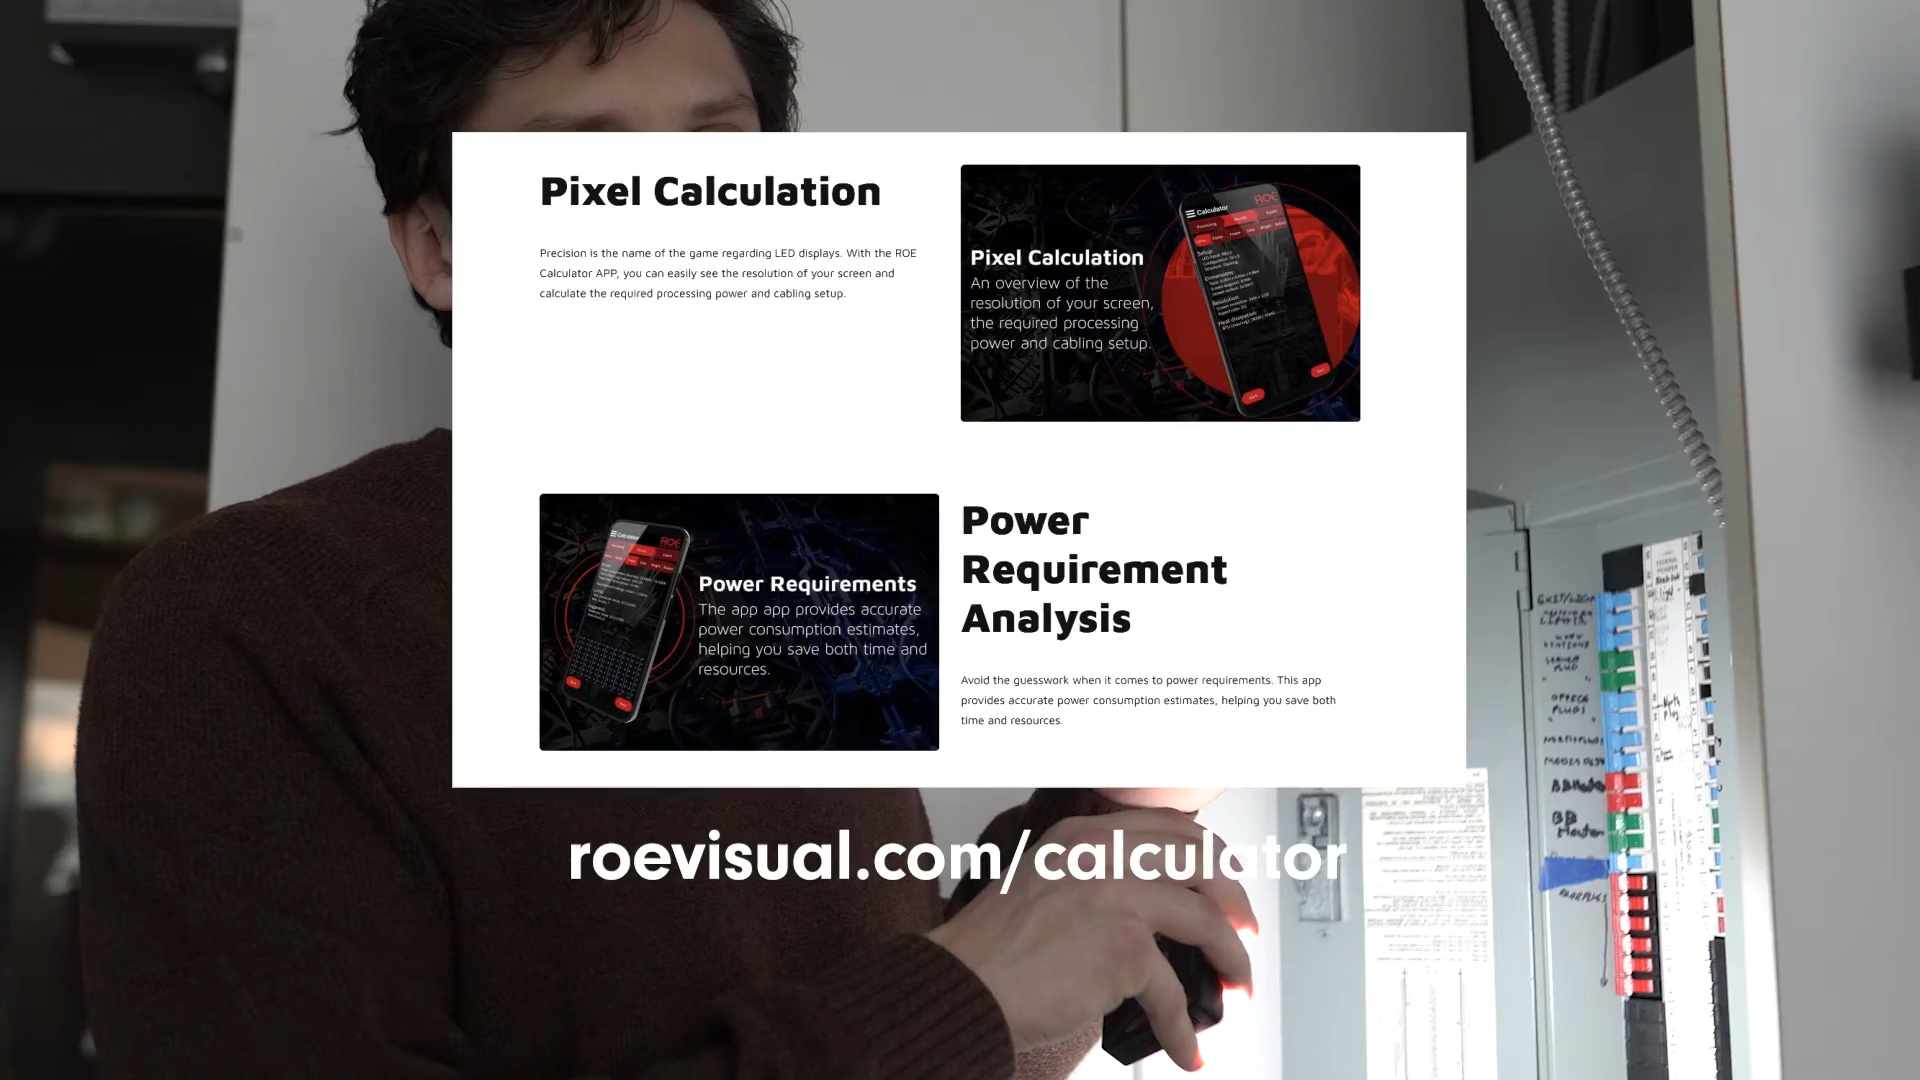 Pixel Calculation
Precision is the name of the game regarding LED displays. With the ROE
Calculator APP, you can easily see the resolution of your screen and
calculate the required processing power and cabling setup.
Calculator
ROE
Pixel Calculation
An overview of the
resolution of your screen,
the required processing
power and cabling setup.
Calculator
ROE
Power Requirements
The app app provides accurate
power consumption estimates,
helping you save both time and
resources.
Power
Requirement
Analysis
Avoid the guesswork when it comes to power requirements. This app
provides accurate power consumption estimates, helping you save both
time and resources.
roevisual.com/calculator